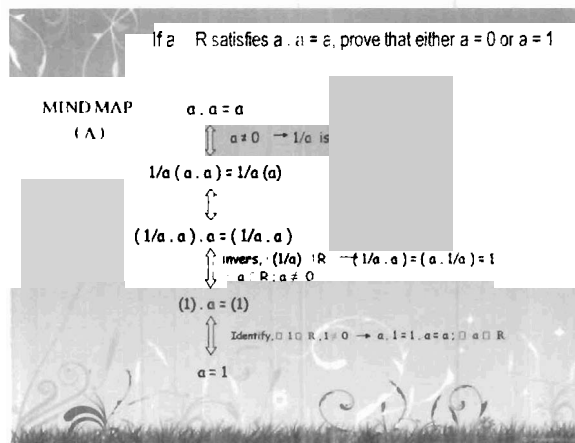 If a R satisfies a . a = a, prove that either a = 0 or a = 1
MIND MAP
(A)
a . a = a
a ≠ 0 → 1/a is
1/a ( a . a ) = 1/a (a)
(1/a . a) . a = (1/a . a)
invers, (1/a) R → (1/a . a) = (a . 1/a) = 1
a R ; a ≠ 0
(1) . a = (1)
Identify, □ 1 □ R , 1 ≠ 0 → a. 1 = 1 . a = a ; □ a □ R
a = 1